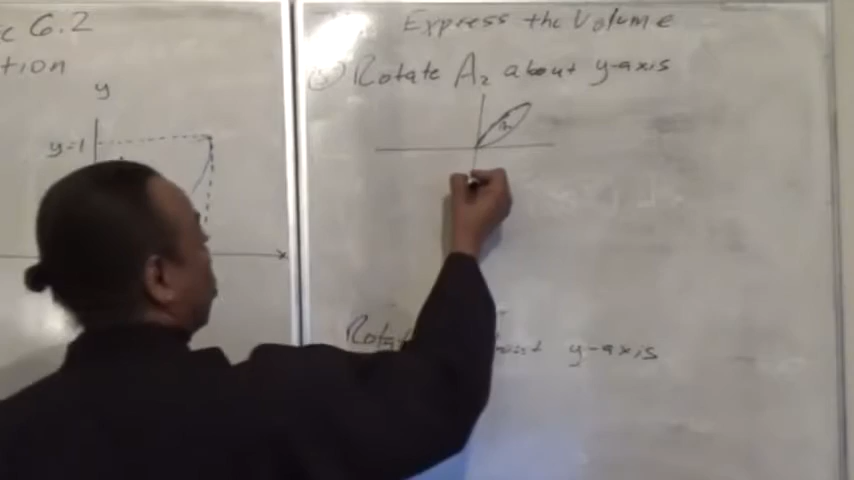 c 6.2
tion
y
y=1
Express the Volume
Rotate A₂ about y-axis
y-axis